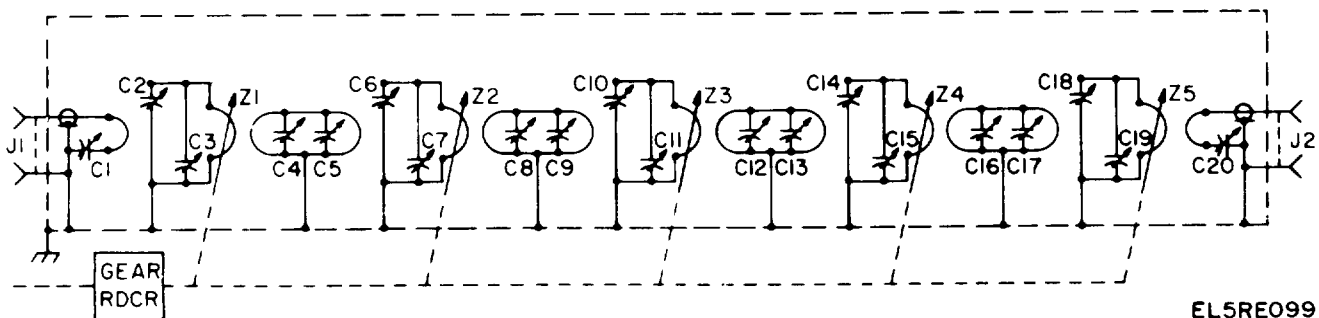 C2
C6
C10
C14
C18
Z1
Z2
Z3
Z4
Z5
J1
C1
C3
C4 C5
C7
C8 C9
C11
C12 C13
C15
C16 C17
C19
C20
J2
GEAR
RDCR
EL5RE099